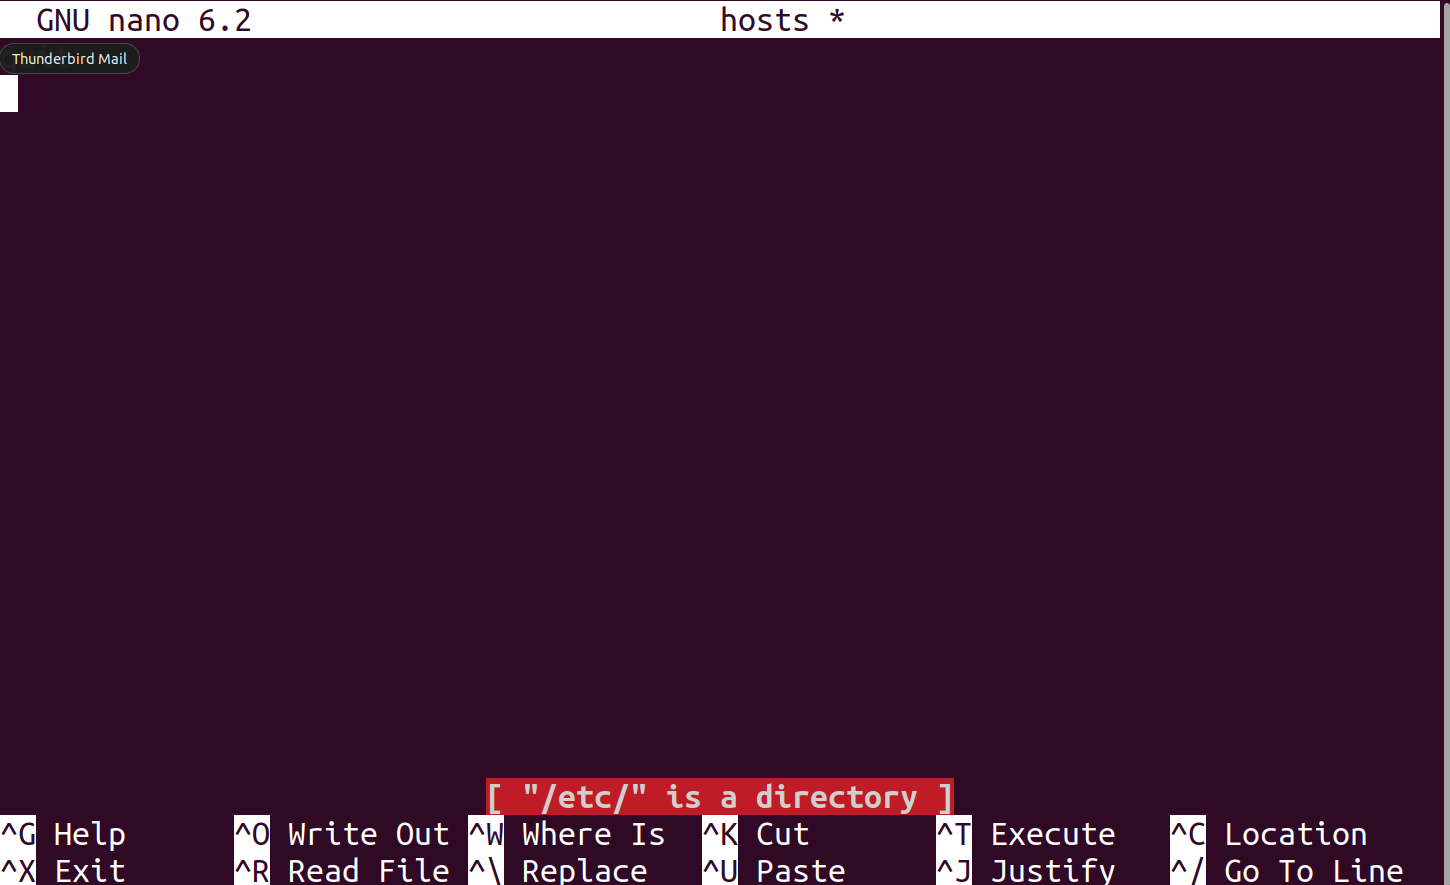 GNU nano 6.2 hosts *
Thunderbird Mail
[ "/etc/" is a directory ]
^G Help ^O Write Out ^W Where Is ^K Cut ^T Execute ^C Location
^X Exit ^R Read File ^\ Replace ^U Paste ^J Justify ^/ Go To Line